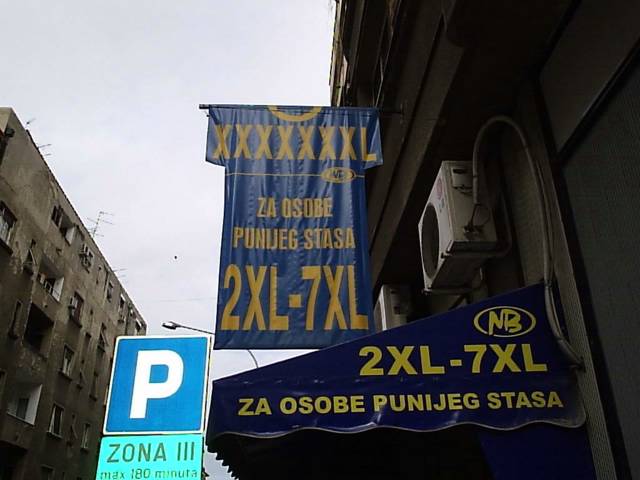 XXXXXXXL
NB
ZA OSOBE
PUNIJEG STASA
2XL-7XL
NB
2XL-7XL
ZA OSOBE PUNIJEG STASA
P
ZONA III
max 180 minuta